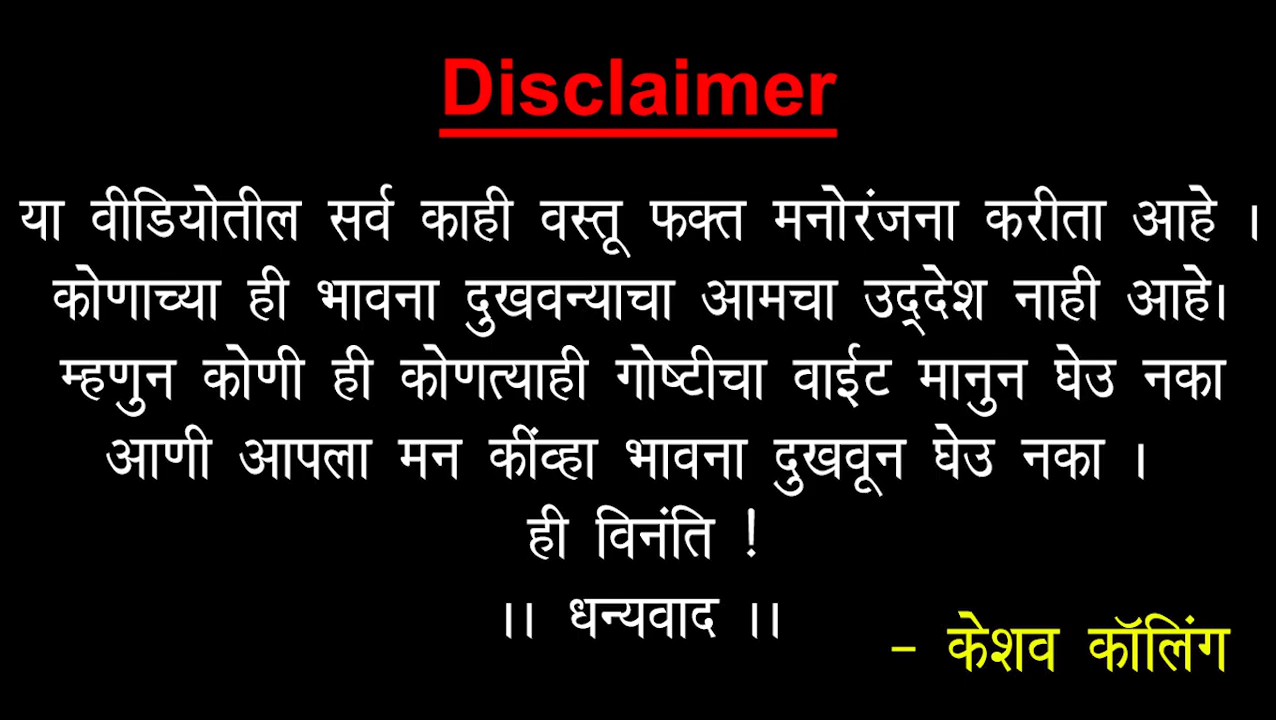 Disclaimer
या वीडियोतील सर्व काही वस्तू फक्त मनोरंजना करीता आहे ।
कोणाच्या ही भावना दुखवन्याचा आमचा उद्‌देश नाही आहे।
म्हणुन कोणी ही कोणत्याही गोष्टीचा वाईट मानुन घेउ नका
आणी आपला मन कींव्हा भावना दुखवून घेउ नका ।
ही विनंति !
।। धन्यवाद ।।
- केशव कॉलिंग